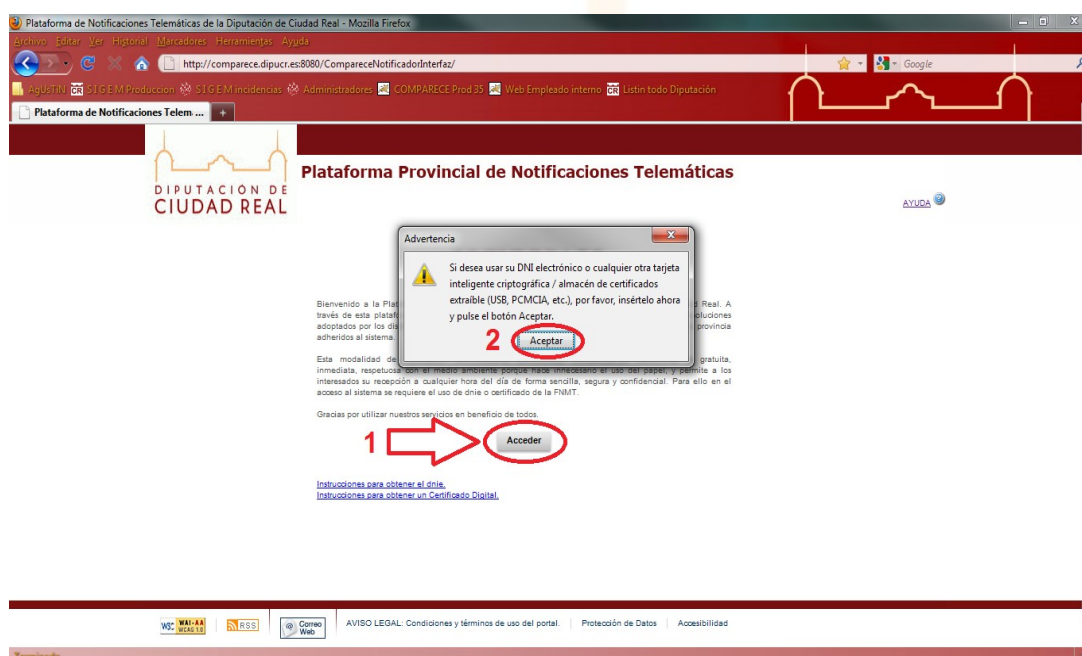 Plataforma de Notificaciones Telemáticas de la Diputación de Ciudad Real - Mozilla Firefox
Archivo Editar Ver Historial Marcadores Herramientas Ayuda
http://comparece.dipucr.es:8080/CompareceNotificadorInterfaz/
Google
AgUsTiN SIGEM Produccion SIGEM incidencias Administradores COMPARECE Prod 35 Web Empleado interno Listin todo Diputación
Plataforma de Notificaciones Telem... +
DIPUTACIÓN DE
CIUDAD REAL
Plataforma Provincial de Notificaciones Telemáticas
AYUDA
Advertencia
Si desea usar su DNI electrónico o cualquier otra tarjeta
inteligente criptográfica / almacén de certificados
extraíble (USB, PCMCIA, etc.), por favor, insértelo ahora
y pulse el botón Aceptar.
2 Aceptar
Bienvenido a la Real. A
través de esta
adoptados por los provincia
adheridos al sistema.
Esta modalidad de gratuita,
inmediata, respetuosa con el medio ambiente porque hace innecesario el uso del papel, y permite a los
interesados su recepción a cualquier hora del día de forma sencilla, segura y confidencial. Para ello en el
acceso al sistema se requiere el uso de dnie o certificado de la FNMT.
Gracias por utilizar nuestros servicios en beneficio de todos.
1 Acceder
Instrucciones para obtener el dnie.
Instrucciones para obtener un Certificado Digital.
W3C WAI-AA WCAG 1.0
RSS
@ Correo Web
AVISO LEGAL: Condiciones y términos de uso del portal. Protección de Datos Accesibilidad
Terminado